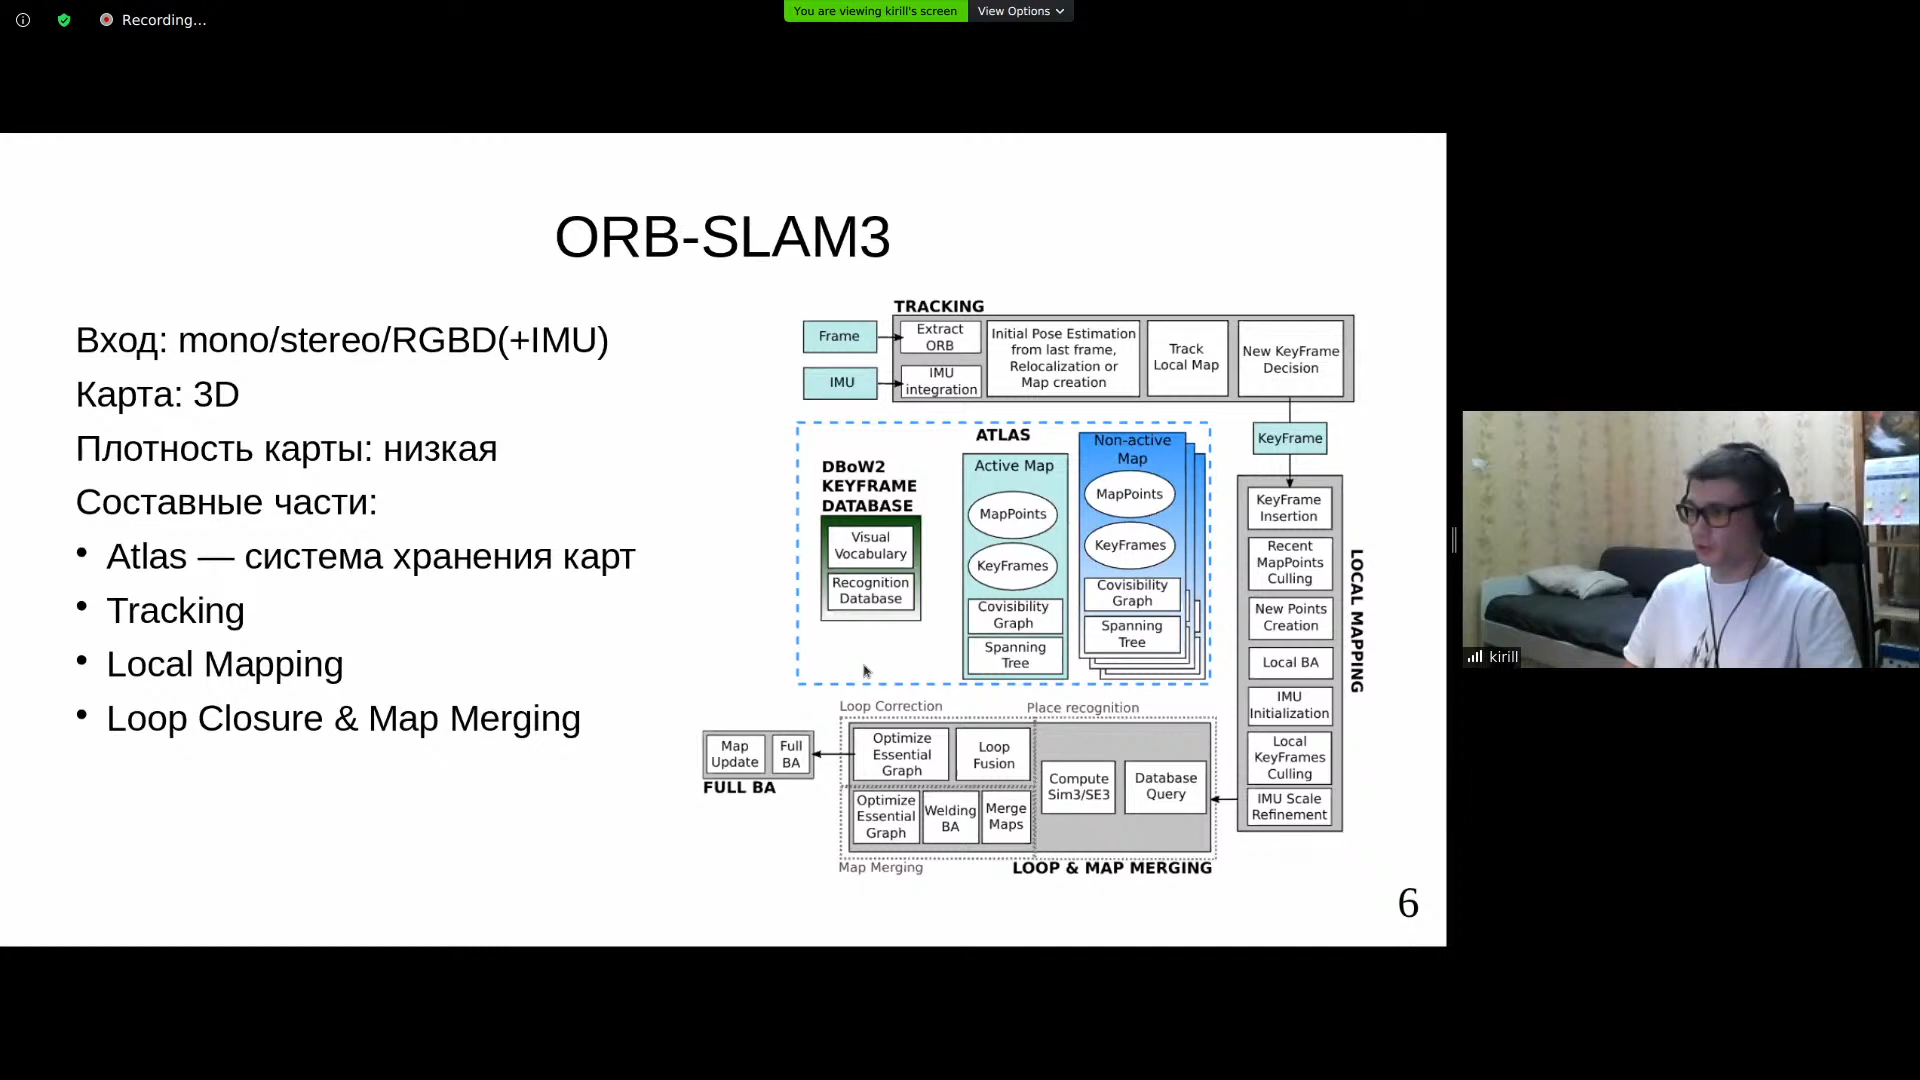 Recording...
You are viewing kirill's screen
View Options
ORB-SLAM3
Вход: mono/stereo/RGBD(+IMU)
Карта: 3D
Плотность карты: низкая
Составные части:
• Atlas — система хранения карт
• Tracking
• Local Mapping
• Loop Closure & Map Merging
TRACKING
Frame
IMU
Extract
ORB
IMU
integration
Initial Pose Estimation
from last frame,
Relocalization or
Map creation
Track
Local Map
New KeyFrame
Decision
KeyFrame
ATLAS
DBoW2
KEYFRAME
DATABASE
Visual
Vocabulary
Recognition
Database
Active Map
MapPoints
KeyFrames
Covisibility
Graph
Spanning
Tree
Non-active
Map
MapPoints
KeyFrames
Covisibility
Graph
Spanning
Tree
KeyFrame
Insertion
Recent
MapPoints
Culling
New Points
Creation
Local BA
IMU
Initialization
Local
KeyFrames
Culling
IMU Scale
Refinement
LOCAL MAPPING
Loop Correction
Place recognition
Map
Update
Full
BA
FULL BA
Optimize
Essential
Graph
Loop
Fusion
Optimize
Essential
Graph
Welding
BA
Merge
Maps
Compute
Sim3/SE3
Database
Query
Map Merging
LOOP & MAP MERGING
6
kirill